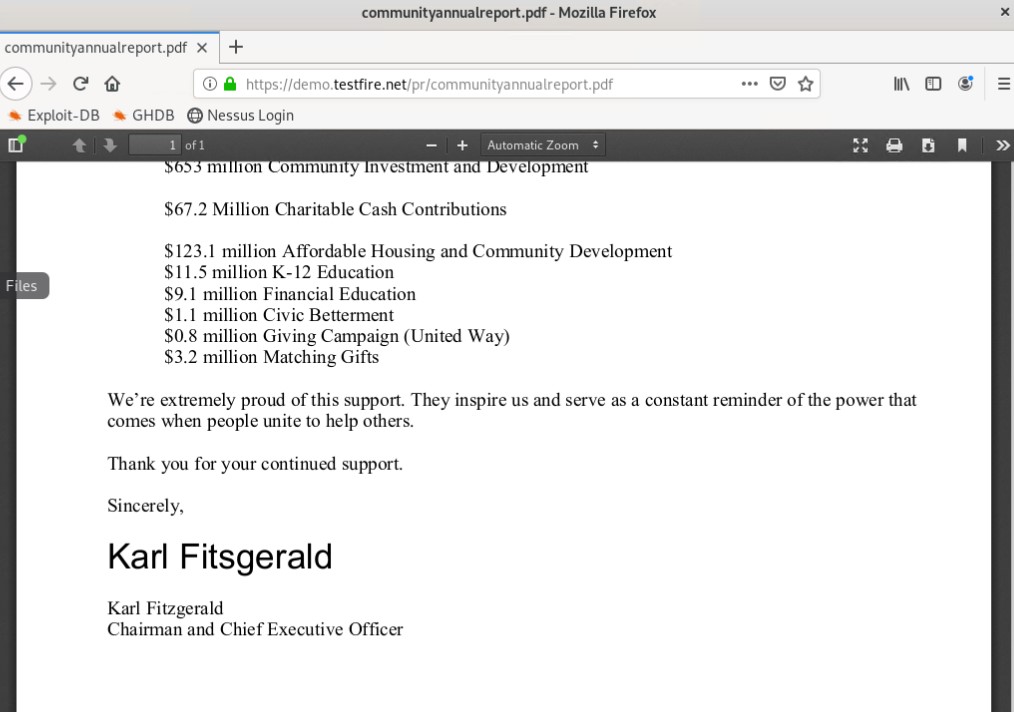 communityannualreport.pdf - Mozilla Firefox
communityannualreport.pdf
https://demo.testfire.net/pr/communityannualreport.pdf
Exploit-DB GHDB Nessus Login
1 of 1 Automatic Zoom
$653 million Community Investment and Development
$67.2 Million Charitable Cash Contributions
$123.1 million Affordable Housing and Community Development
$11.5 million K-12 Education
Files
$9.1 million Financial Education
$1.1 million Civic Betterment
$0.8 million Giving Campaign (United Way)
$3.2 million Matching Gifts
We’re extremely proud of this support. They inspire us and serve as a constant reminder of the power that
comes when people unite to help others.
Thank you for your continued support.
Sincerely,
Karl Fitsgerald
Karl Fitzgerald
Chairman and Chief Executive Officer